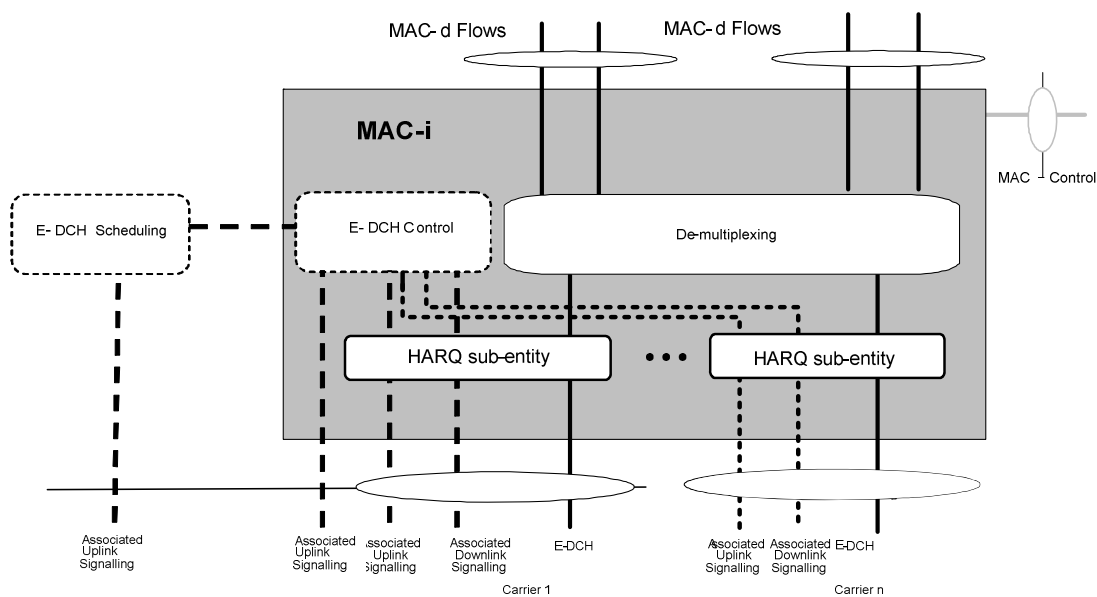 MAC- d Flows
MAC- d Flows
MAC-i
MAC - Control
E- DCH Scheduling
E- DCH Control
De-multiplexing
HARQ sub-entity
HARQ sub-entity
Associated
Uplink
Signalling
Associated
Uplink
Signalling
Associated
Uplink
Signalling
Associated
Downlink
Signalling
E-DCH
Associated
Uplink
Signalling
Associated
Downlink
Signalling
E-DCH
Carrier 1
Carrier n